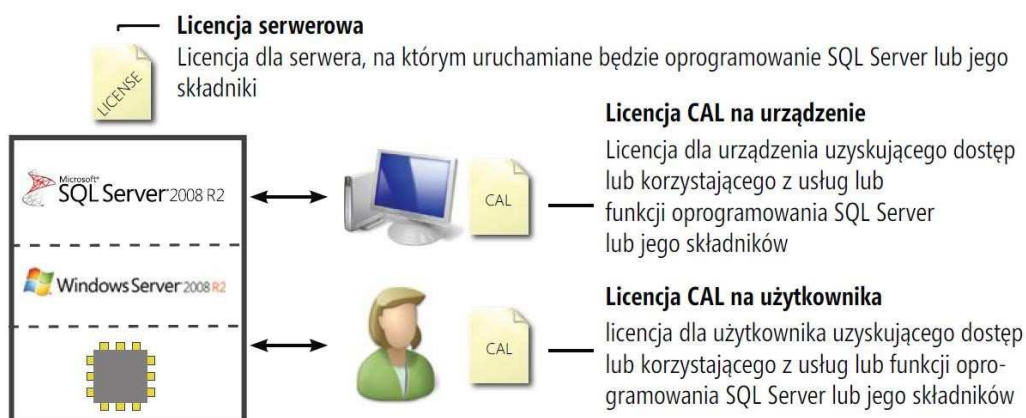 Licencja serwerowa
Licencja dla serwera, na którym uruchamiane będzie oprogramowanie SQL Server lub jego
składniki
LICENSE
Microsoft®
SQL Server® 2008 R2
Windows Server® 2008 R2
CAL
Licencja CAL na urządzenie
Licencja dla urządzenia uzyskującego dostęp
lub korzystającego z usług lub
funkcji oprogramowania SQL Server
lub jego składników
CAL
Licencja CAL na użytkownika
licencja dla użytkownika uzyskującego dostęp
lub korzystającego z usług lub funkcji opro-
gramowania SQL Server lub jego składników